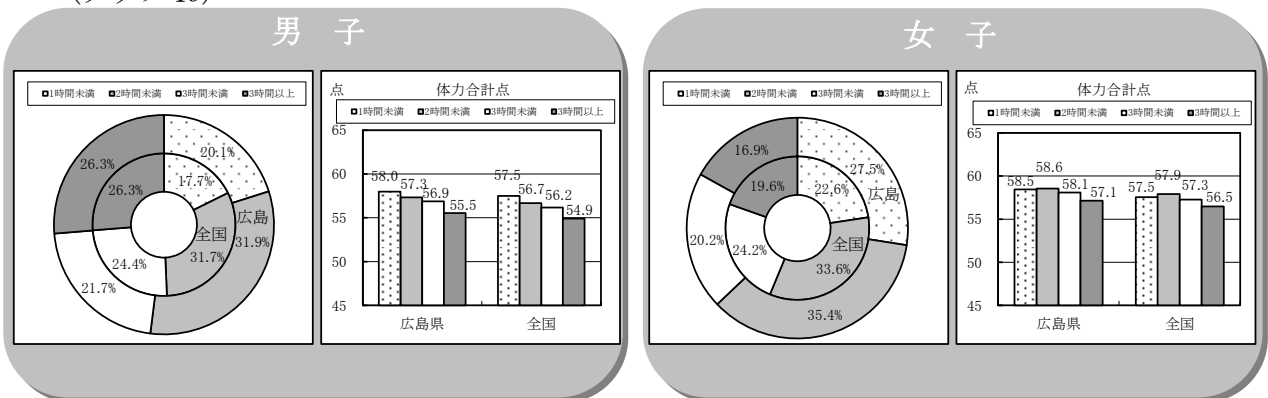 男 子
□1時間未満 ■2時間未満 □3時間未満 ■3時間以上
26.3%
20.1%
26.3%
17.7%
広島
全国
31.9%
31.7%
24.4%
21.7%
点
体力合計点
□1時間未満 ■2時間未満 □3時間未満 ■3時間以上
65
60
55
50
45
58.0
57.3
56.9
55.5
57.5
56.7
56.2
54.9
広島県
全国
女 子
□1時間未満 ■2時間未満 □3時間未満 ■3時間以上
16.9%
27.5%
19.6%
22.6%
広島
20.2%
24.2%
全国
33.6%
35.4%
点
体力合計点
□1時間未満 ■2時間未満 □3時間未満 ■3時間以上
65
60
55
50
45
58.5
58.6
58.1
57.1
57.5
57.9
57.3
56.5
広島県
全国